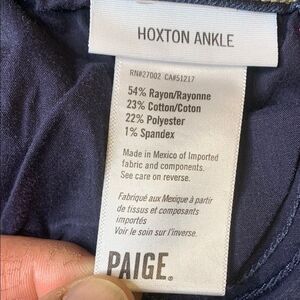 HOXTON ANKLE
RN#27002 CA#51217
54% Rayon/Rayonne
23% Cotton/Coton
22% Polyester
1% Spandex
Made in Mexico of Imported
fabric and components.
See care on reverse.
Fabriqué aux Mexique à partir
de tissus et composants
importés
Voir le soin sur l'inverse.
PAIGE®